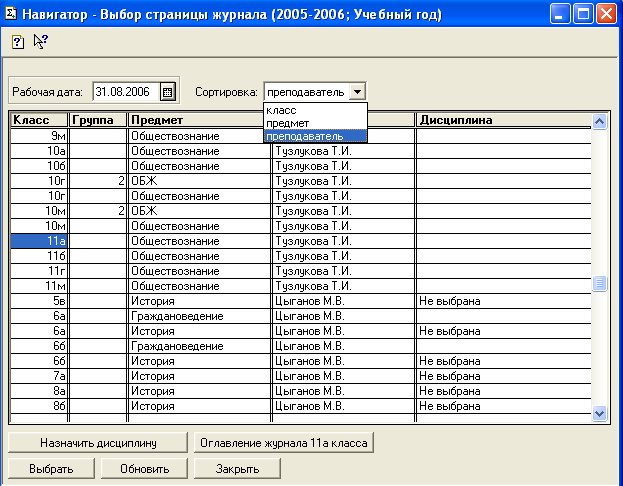 Навигатор - Выбор страницы журнала (2005-2006; Учебный год)
Рабочая дата: 31.08.2006 Сортировка: преподаватель
класс
предмет
преподаватель
Класс Группа Предмет Дисциплина
9м Обществознание
10а Обществознание Тузлукова Т.И.
10б Обществознание Тузлукова Т.И.
10г 2 ОБЖ Тузлукова Т.И.
10г Обществознание Тузлукова Т.И.
10м 2 ОБЖ Тузлукова Т.И.
10м Обществознание Тузлукова Т.И.
11а Обществознание Тузлукова Т.И.
11б Обществознание Тузлукова Т.И.
11г Обществознание Тузлукова Т.И.
11м Обществознание Тузлукова Т.И.
5в История Цыганов М.В. Не выбрана
6а Граждановедение Цыганов М.В.
6а История Цыганов М.В. Не выбрана
6б Граждановедение Цыганов М.В.
6б История Цыганов М.В. Не выбрана
7а История Цыганов М.В. Не выбрана
8а История Цыганов М.В. Не выбрана
8б История Цыганов М.В. Не выбрана
Назначить дисциплину Оглавление журнала 11а класса
Выбрать Обновить Закрыть